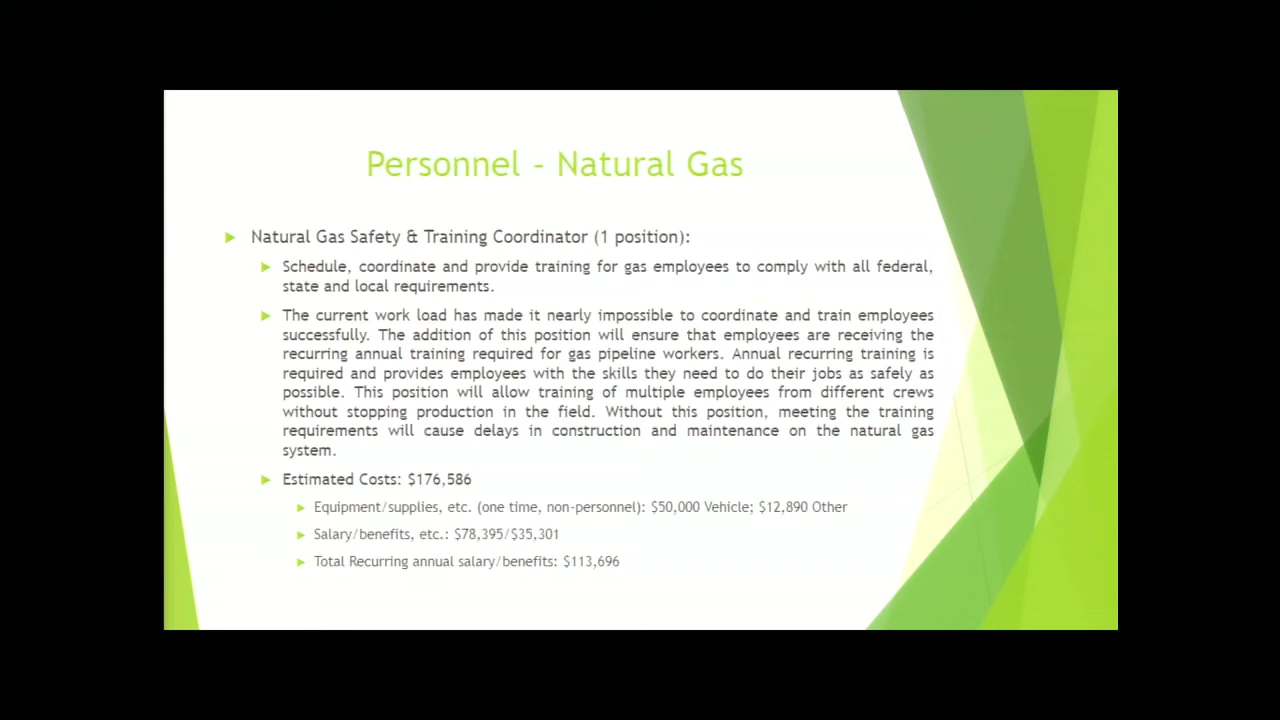 Personnel – Natural Gas
Natural Gas Safety & Training Coordinator (1 position):
Schedule, coordinate and provide training for gas employees to comply with all federal,
state and local requirements.
The current work load has made it nearly impossible to coordinate and train employees
successfully. The addition of this position will ensure that employees are receiving the
recurring annual training required for gas pipeline workers. Annual recurring training is
required and provides employees with the skills they need to do their jobs as safely as
possible. This position will allow training of multiple employees from different crews
without stopping production in the field. Without this position, meeting the training
requirements will cause delays in construction and maintenance on the natural gas
system.
Estimated Costs: $176,586
Equipment/supplies, etc. (one time, non-personnel): $50,000 Vehicle; $12,890 Other
Salary/benefits, etc.: $78,395/$35,301
Total Recurring annual salary/benefits: $113,696